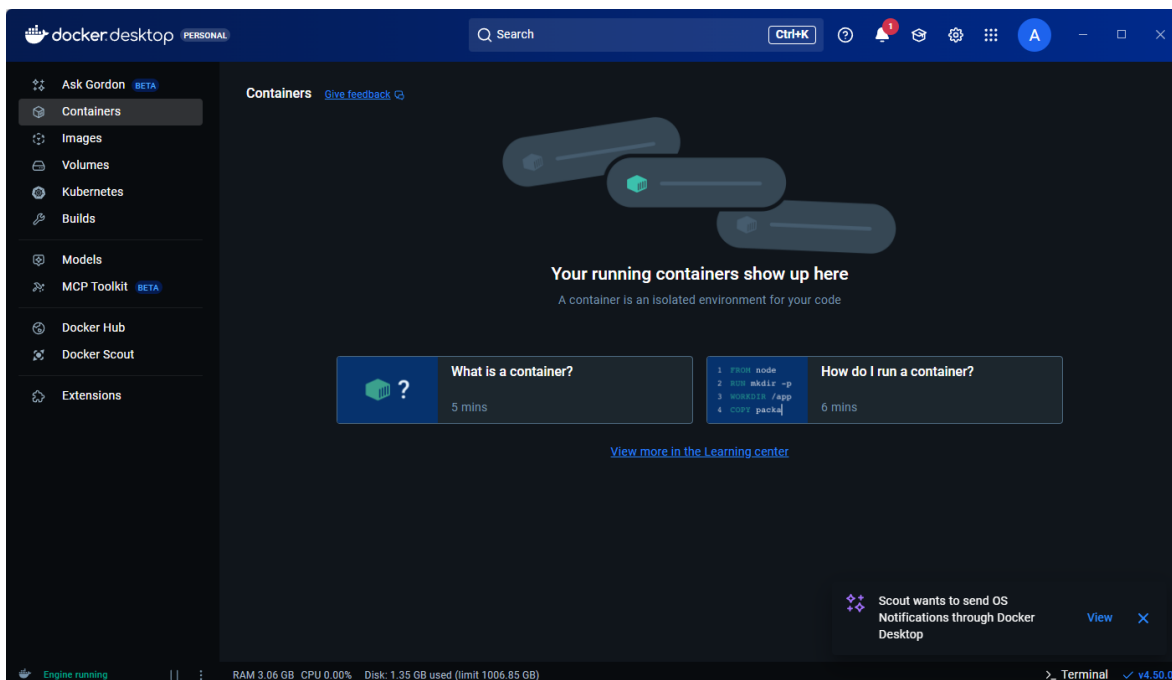 docker.desktop PERSONAL
Search
Ctrl+K
1
A
Ask Gordon BETA
Containers
Images
Volumes
Kubernetes
Builds
Models
MCP Toolkit BETA
Docker Hub
Docker Scout
Extensions
Containers Give feedback
Your running containers show up here
A container is an isolated environment for your code
?
What is a container?
5 mins
1 FROM node
2 RUN mkdir -p
3 WORKDIR /app
4 COPY packa
How do I run a container?
6 mins
View more in the Learning center
Scout wants to send OS
Notifications through Docker
Desktop
View
Engine running
RAM 3.06 GB CPU 0.00% Disk: 1.35 GB used (limit 1006.85 GB)
>_ Terminal
v4.50.0